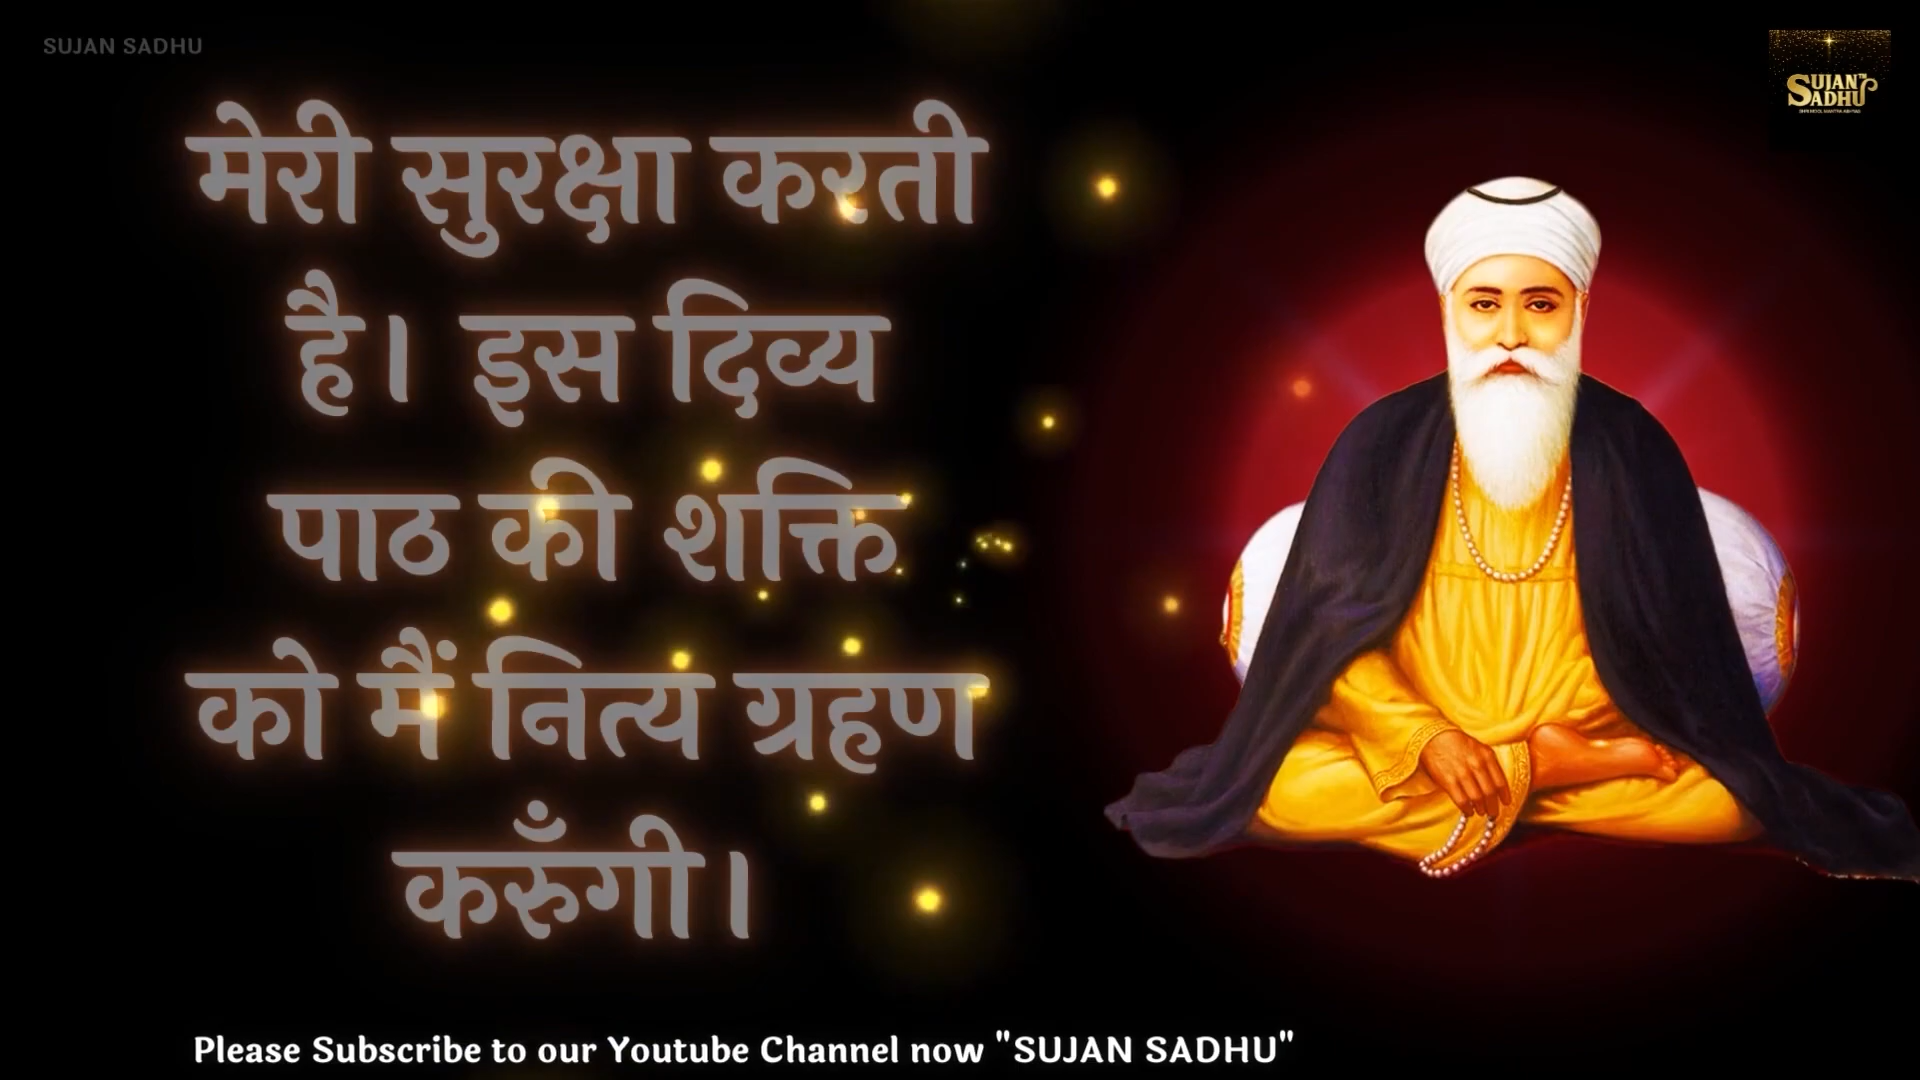 SUJAN SADHU
SUJAN SADHU
मेरी सुरक्षा करती
है। इस दिव्य
पाठ की शक्ति
को मैं नित्य ग्रहण
करुँगी।
Please Subscribe to our Youtube Channel now "SUJAN SADHU"